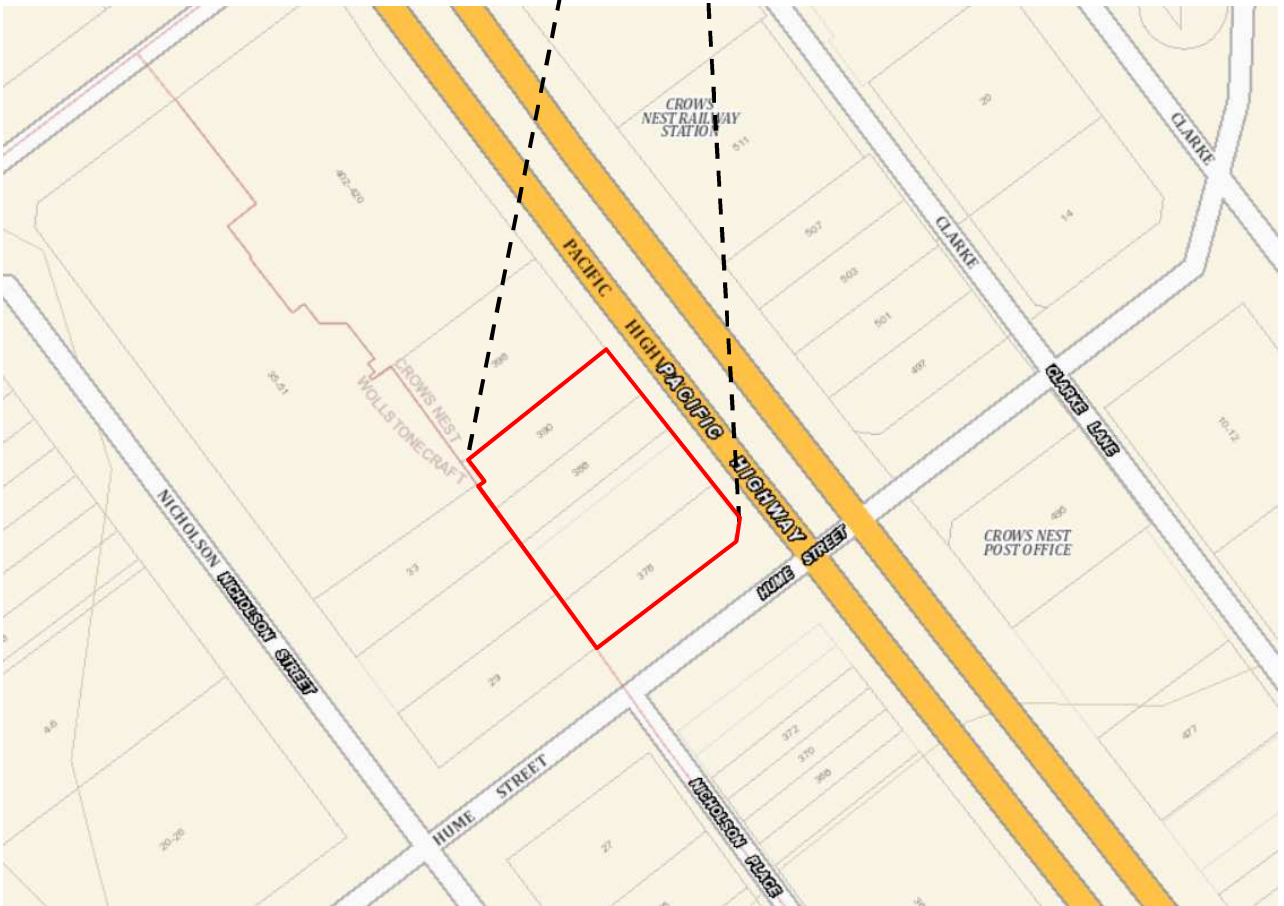 CROWS
NEST RAILWAY
STATION
511
20
CLARKE
402-420
14
507
CLARKE
PACIFIC
503
501
HIGHWAY
398
497
35-51
CROWS NEST
WOLLSTONECRAFT
PACIFIC HIGHWAY
CLARKE LANE
10-12
390
388
NICHOLSON
495
CROWS NEST
POST OFFICE
33
376
HUME STREET
NICHOLSON STREET
29
4-6
372
477
370
368
HUME STREET
NICHOLSON PLACE
20-26
27